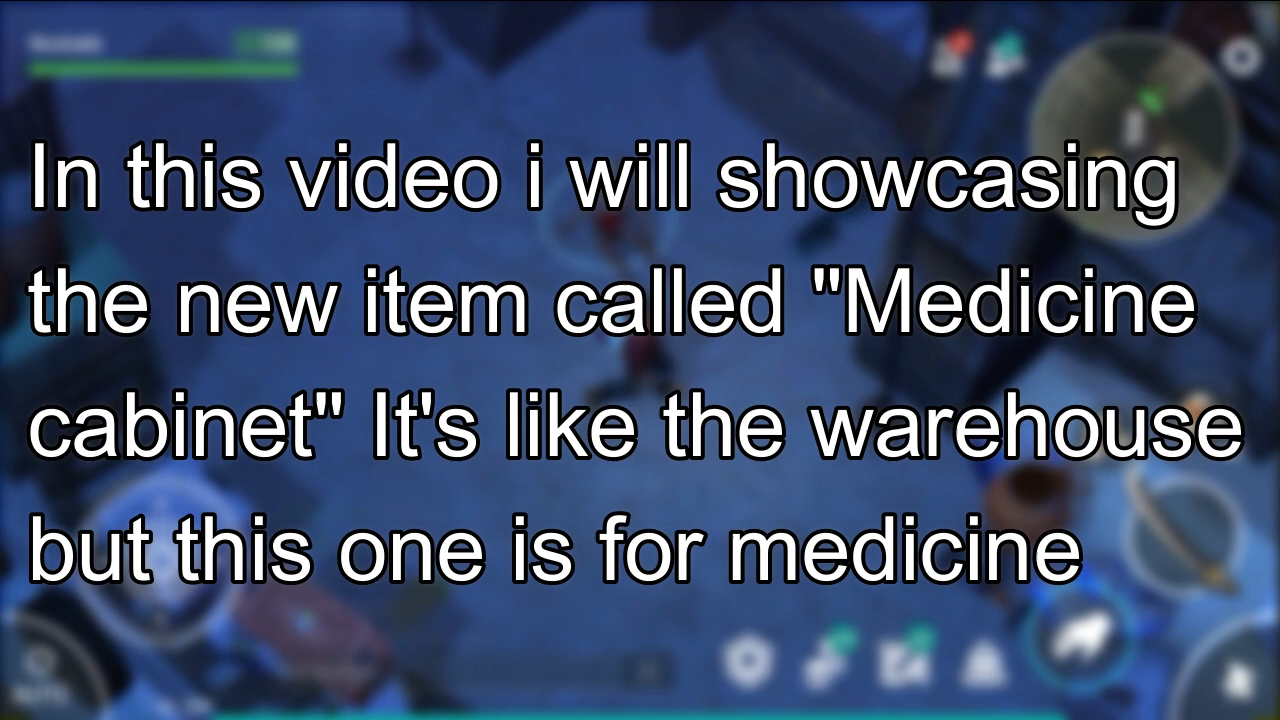 In this video i will showcasing
the new item called "Medicine
cabinet" It's like the warehouse
but this one is for medicine